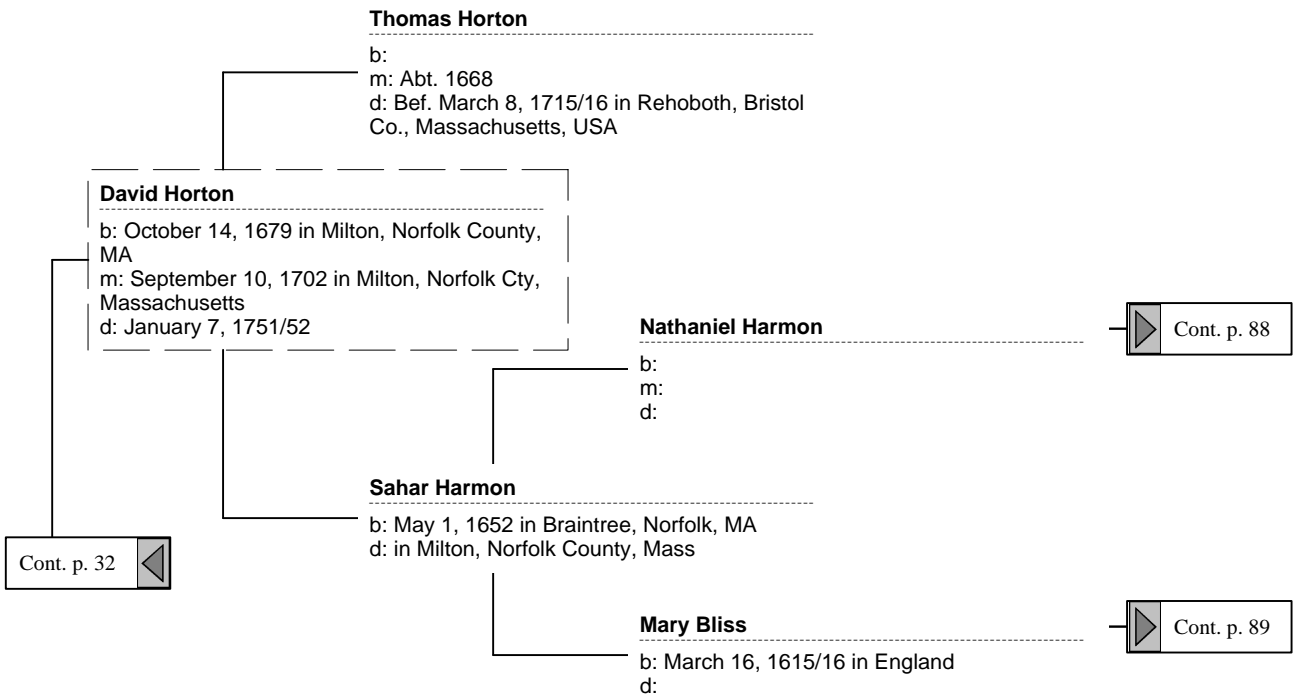 Thomas Horton
b:
m: Abt. 1668
d: Bef. March 8, 1715/16 in Rehoboth, Bristol
Co., Massachusetts, USA
David Horton
b: October 14, 1679 in Milton, Norfolk County,
MA
m: September 10, 1702 in Milton, Norfolk Cty,
Massachusetts
d: January 7, 1751/52
Nathaniel Harmon
b:
m:
d:
Cont. p. 88
Sahar Harmon
b: May 1, 1652 in Braintree, Norfolk, MA
d: in Milton, Norfolk County, Mass
Cont. p. 32
Mary Bliss
b: March 16, 1615/16 in England
d:
Cont. p. 89